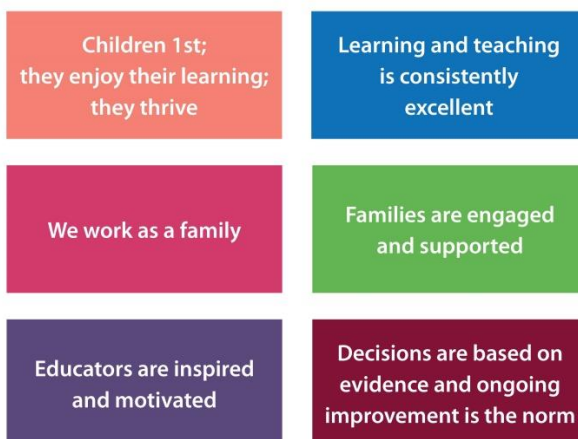 Children 1st;
they enjoy their learning;
they thrive
Learning and teaching
is consistently
excellent
We work as a family
Families are engaged
and supported
Educators are inspired
and motivated
Decisions are based on
evidence and ongoing
improvement is the norm